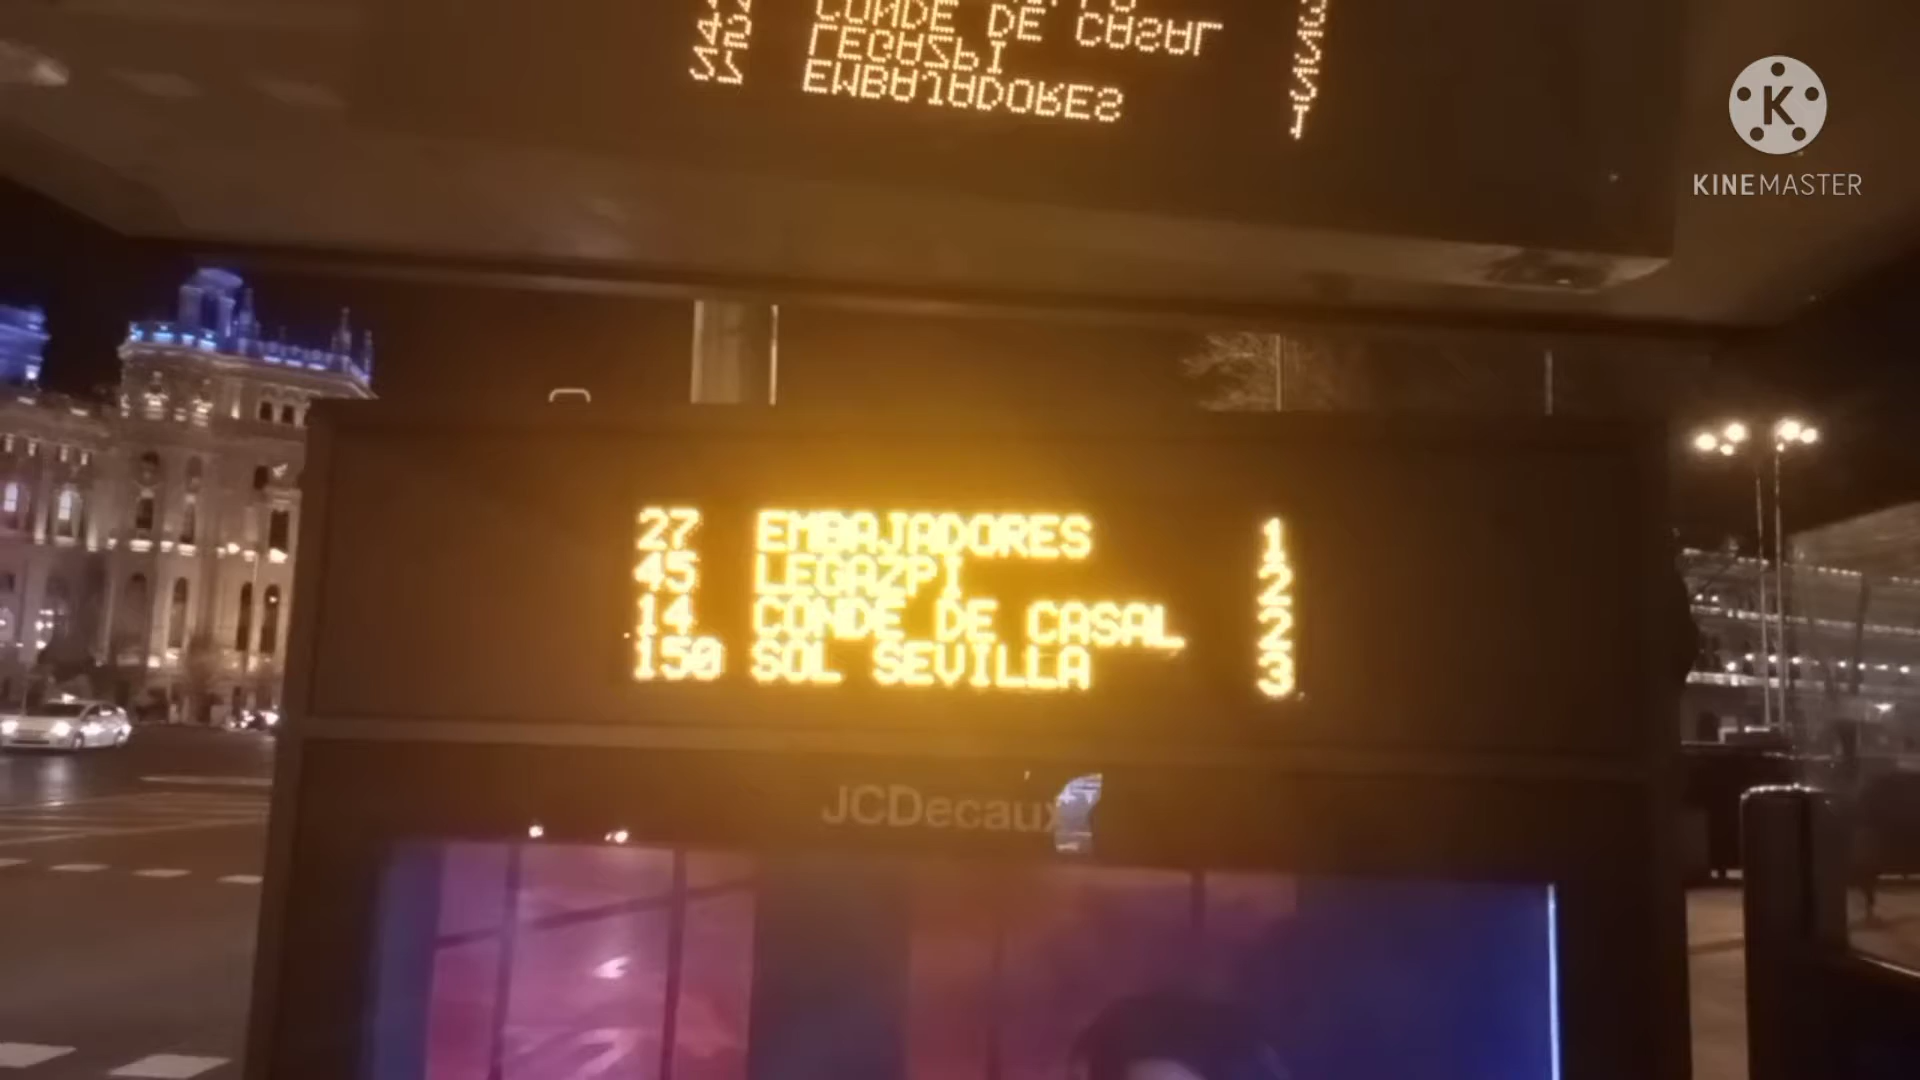 27 EMBAJADORES 1
45 LEGAZPI 2
14 CONDE DE CASAL 2
150 SOL SEVILLA 3
JCDecaux
K
KINEMASTER